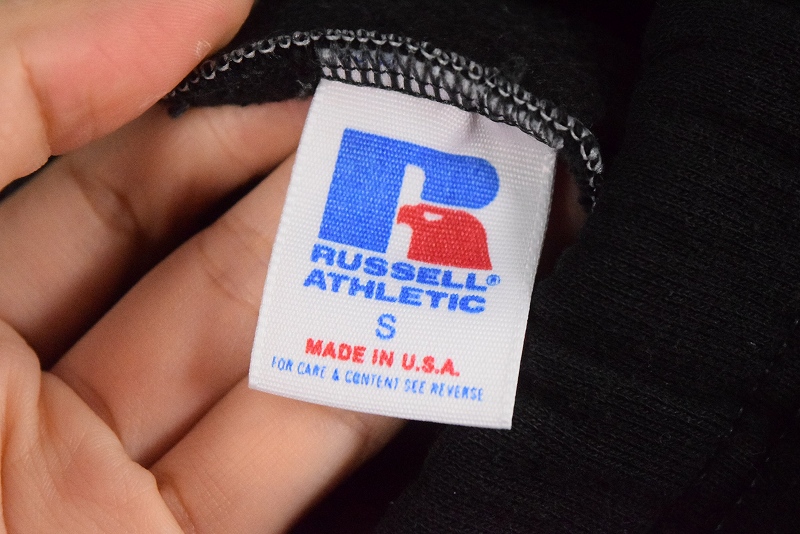 RUSSELL®
ATHLETIC
S
MADE IN U.S.A.
FOR CARE & CONTENT SEE REVERSE